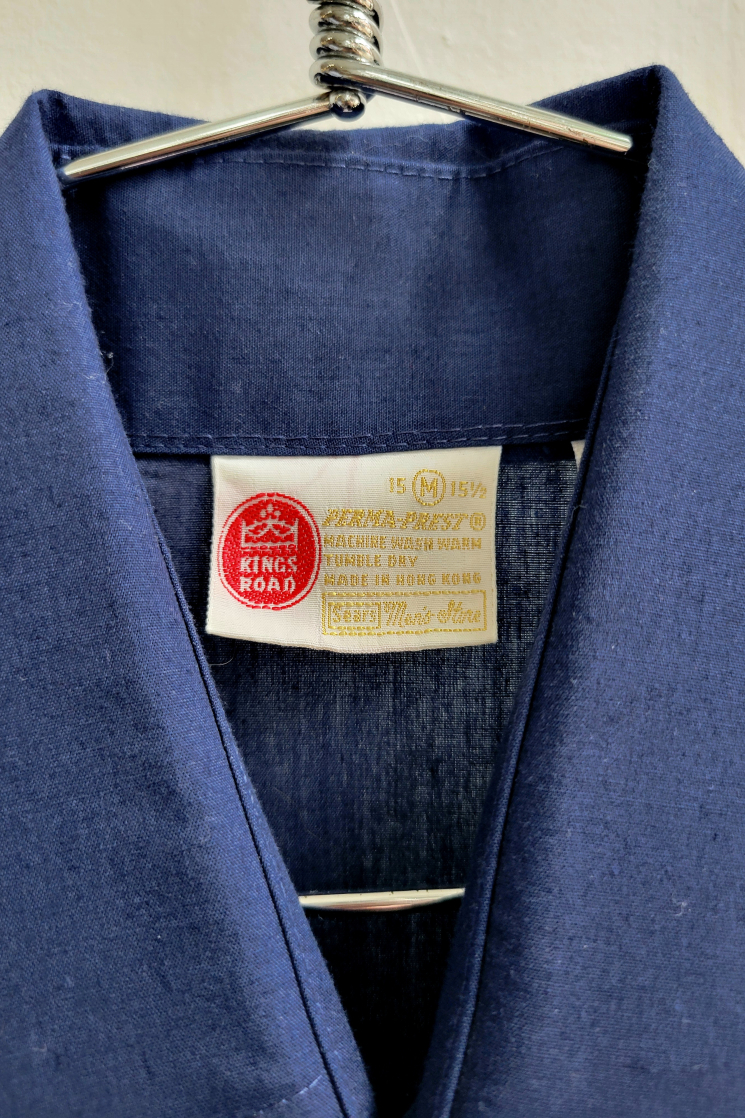 KINGS
ROAD
15 M 15½
PERMA-PREST®
MACHINE WASH WARM
TUMBLE DRY
MADE IN HONG KONG
Sears Men's Store